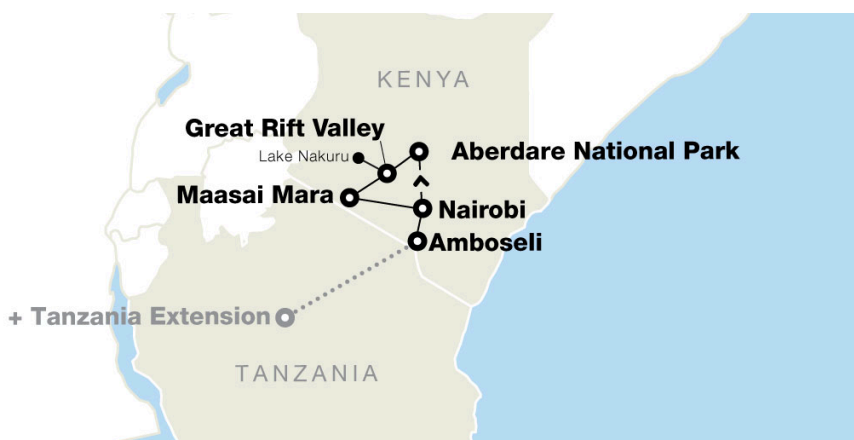 KENYA
Great Rift Valley
Lake Nakuru
Aberdare National Park
Maasai Mara
Nairobi
Amboseli
+ Tanzania Extension
TANZANIA